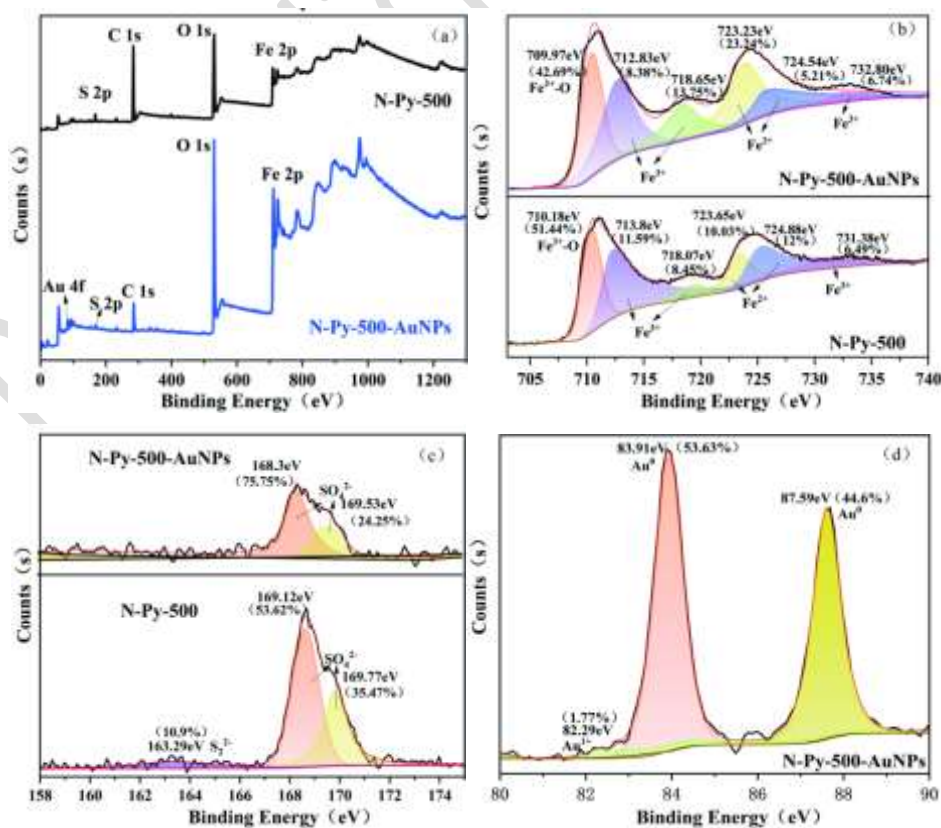 (a)
C 1s
O 1s
Fe 2p
S 2p
N-Py-500
O 1s
Fe 2p
Au 4f
S 2p
C 1s
N-Py-500-AuNPs
Counts (s)
0 200 400 600 800 1000 1200
Binding Energy (eV)
(b)
709.97eV
(42.69%)
Fe³⁺-O
712.83eV
(8.38%)
718.65eV
(13.75%)
723.23eV
(23.24%)
724.54eV
(5.21%)
732.80eV
(6.74%)
N-Py-500-AuNPs
710.18eV
(51.44%)
Fe³⁺-O
713.8eV
(11.59%)
718.07eV
(8.45%)
723.65eV
(10.03%)
724.88eV
(12%)
731.38eV
(6.49%)
N-Py-500
Counts (s)
705 710 715 720 725 730 735 740
Binding Energy (eV)
(c)
N-Py-500-AuNPs
168.3eV
(75.75%)
SO₄²⁻
169.53eV
(24.25%)
N-Py-500
169.12eV
(53.62%)
SO₄²⁻
169.77eV
(35.47%)
(10.9%)
163.29eV S₂²⁻
Counts (s)
158 160 162 164 166 168 170 172 174
Binding Energy (eV)
(d)
83.91eV (53.63%)
Au⁰
87.59eV (44.6%)
Au⁰
(1.77%)
82.29eV
N-Py-500-AuNPs
Counts (s)
80 82 84 86 88 90
Binding Energy (eV)